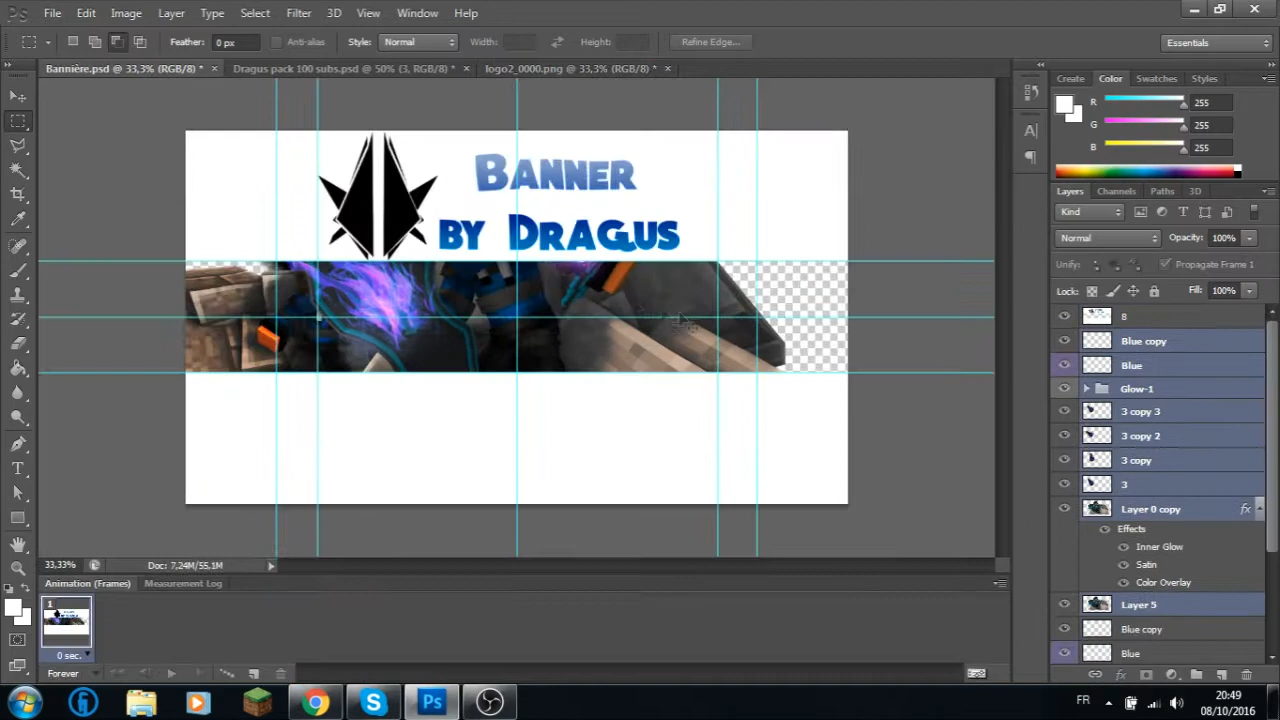 Ps File Edit Image Layer Type Select Filter 3D View Window Help
Feather: 0 px Anti-alias Style: Normal Width: Height: Refine Edge... Essentials
Bannière.psd @ 33,3% (RGB/8) * × Dragus pack 100 subs.psd @ 50% (3, RGB/8) * × logo2_0000.png @ 33,3% (RGB/8) * ×
Create Color Swatches Styles
R 255
G 255
B 255
BANNER
BY DRAGUS
Layers Channels Paths 3D
Kind
Normal Opacity: 100%
Unify: Propagate Frame 1
Lock: Fill: 100%
8
Blue copy
Blue
Glow-1
3 copy 3
3 copy 2
3 copy
3
Layer 0 copy fx
Effects
Inner Glow
Satin
Color Overlay
Layer 5
Blue copy
Blue
33,33% Doc: 7,24M/55,1M
Animation (Frames) Measurement Log
1
0 sec.
Forever
FR 20:49
08/10/2016